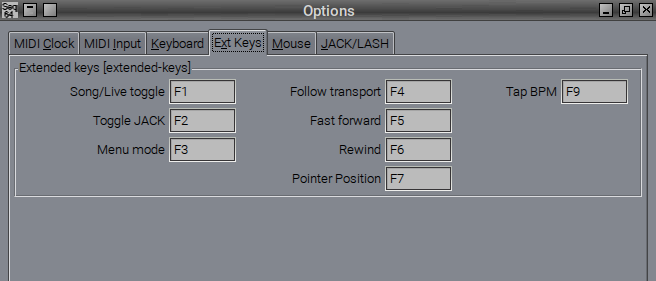 Seq 64
Options
MIDI Clock MIDI Input Keyboard Ext Keys Mouse JACK/LASH
Extended keys [extended-keys]
Song/Live toggle F1 Follow transport F4 Tap BPM F9
Toggle JACK F2 Fast forward F5
Menu mode F3 Rewind F6
Pointer Position F7